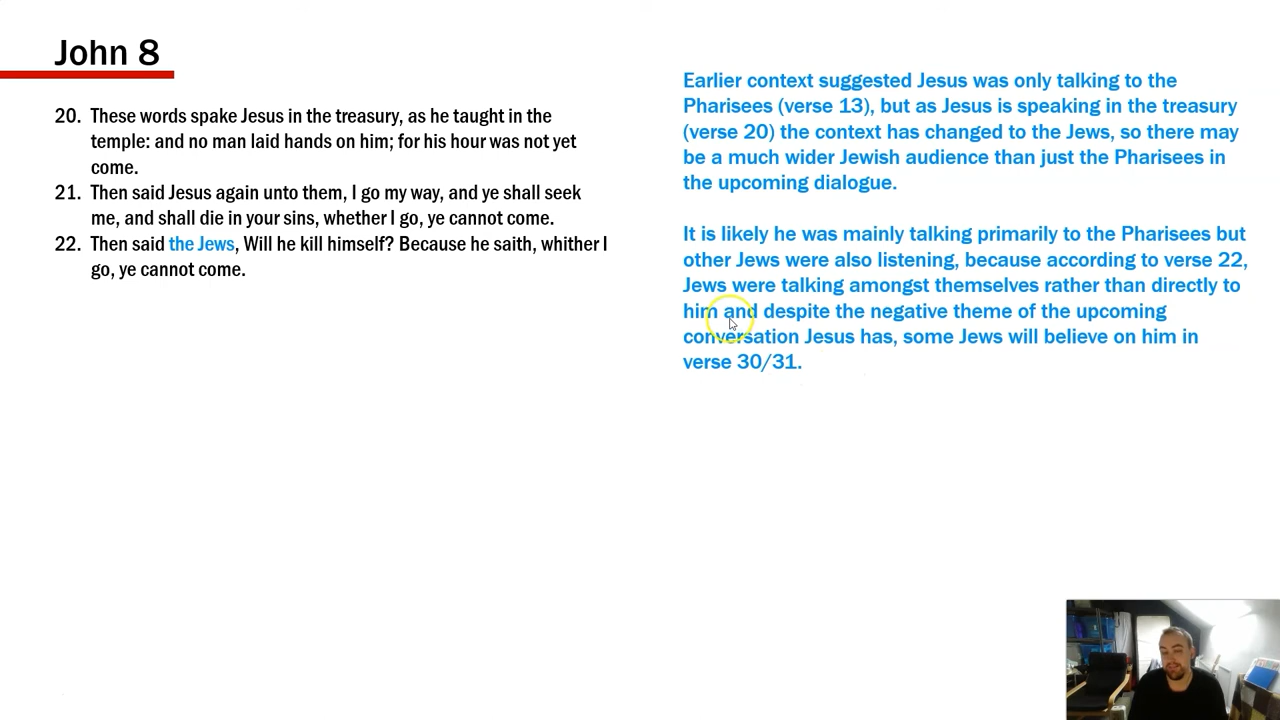 John 8
20. These words spake Jesus in the treasury, as he taught in the
temple: and no man laid hands on him; for his hour was not yet
come.
21. Then said Jesus again unto them, I go my way, and ye shall seek
me, and shall die in your sins, whether I go, ye cannot come.
22. Then said the Jews, Will he kill himself? Because he saith, whither I
go, ye cannot come.
Earlier context suggested Jesus was only talking to the
Pharisees (verse 13), but as Jesus is speaking in the treasury
(verse 20) the context has changed to the Jews, so there may
be a much wider Jewish audience than just the Pharisees in
the upcoming dialogue.
It is likely he was mainly talking primarily to the Pharisees but
other Jews were also listening, because according to verse 22,
Jews were talking amongst themselves rather than directly to
him and despite the negative theme of the upcoming
conversation Jesus has, some Jews will believe on him in
verse 30/31.